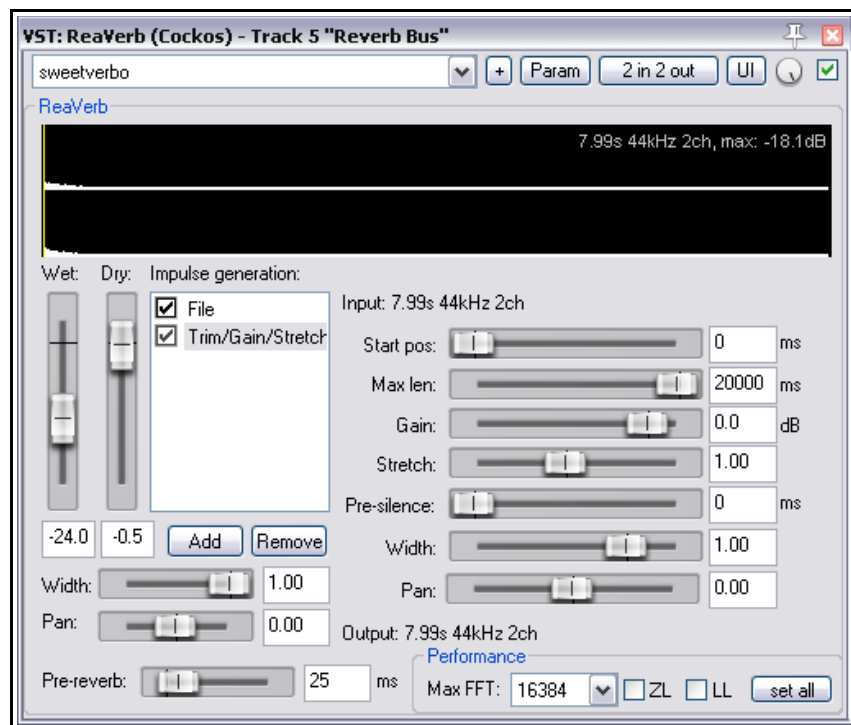 VST: ReaVerb (Cockos) - Track 5 "Reverb Bus"
sweetverbo + Param 2 in 2 out UI
ReaVerb
7.99s 44kHz 2ch, max: -18.1dB
Wet: Dry: Impulse generation:
File
Trim/Gain/Stretch
Input: 7.99s 44kHz 2ch
Start pos: 0 ms
Max len: 20000 ms
Gain: 0.0 dB
Stretch: 1.00
Pre-silence: 0 ms
Width: 1.00
Pan: 0.00
Output: 7.99s 44kHz 2ch
-24.0 -0.5 Add Remove
Width: 1.00
Pan: 0.00
Pre-reverb: 25 ms
Performance
Max FFT: 16384 ZL LL set all